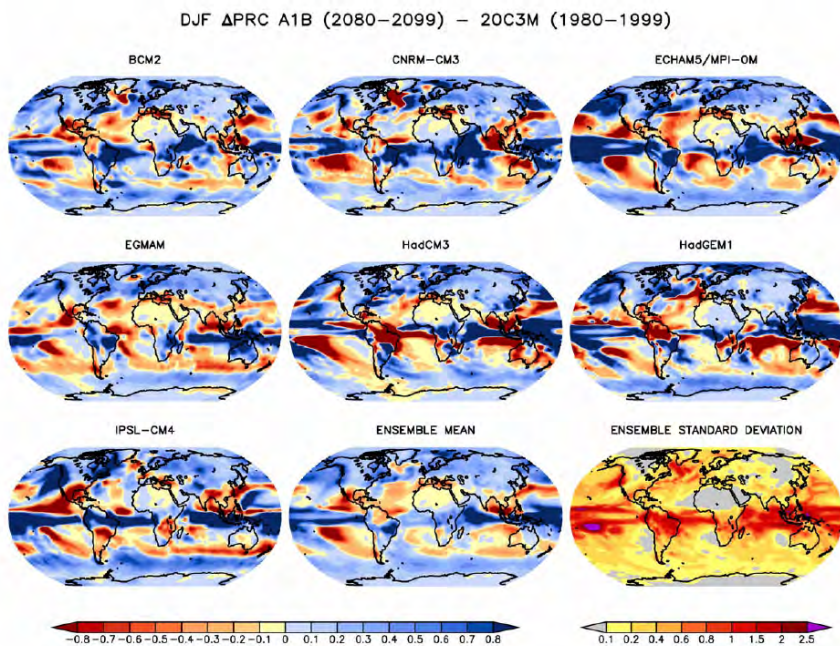 DJF ΔPRC A1B (2080–2099) – 20C3M (1980–1999)
BCM2 CNRM–CM3 ECHAM5/MPI–OM
EGMAM HadCM3 HadGEM1
IPSL–CM4 ENSEMBLE MEAN ENSEMBLE STANDARD DEVIATION
−0.8 −0.7 −0.6 −0.5 −0.4 −0.3 −0.2 −0.1 0 0.1 0.2 0.3 0.4 0.5 0.6 0.7 0.8 0.1 0.2 0.4 0.6 0.8 1 1.5 2 2.5